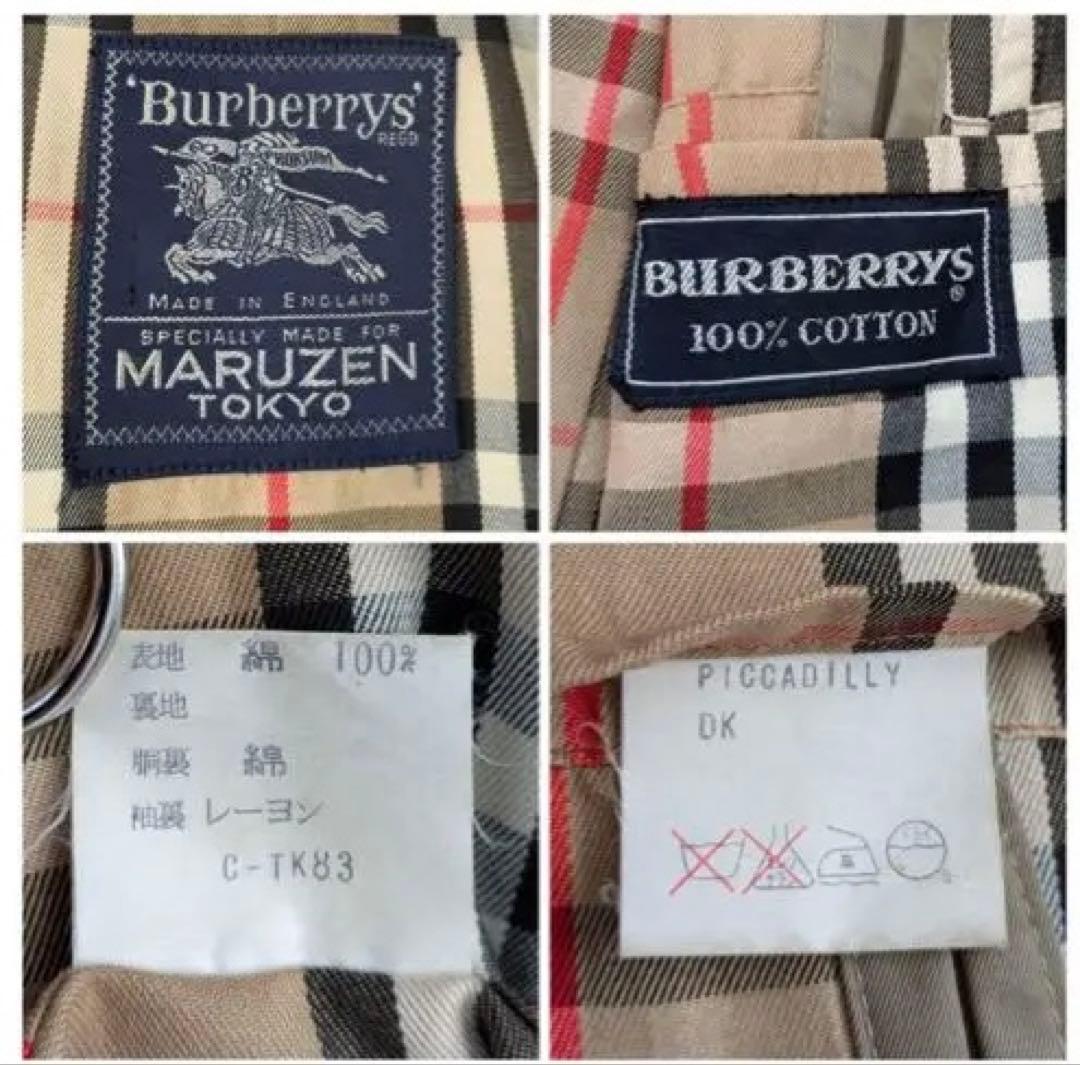 'Burberrys'
REGD
PRORSUM
MADE IN ENGLAND
SPECIALLY MADE FOR
MARUZEN
TOKYO
BURBERRYS®
100% COTTON
表地 綿 100%
裏地
胴裏 綿
袖裏 レーヨン
C-TK83
PICCADILLY
DK